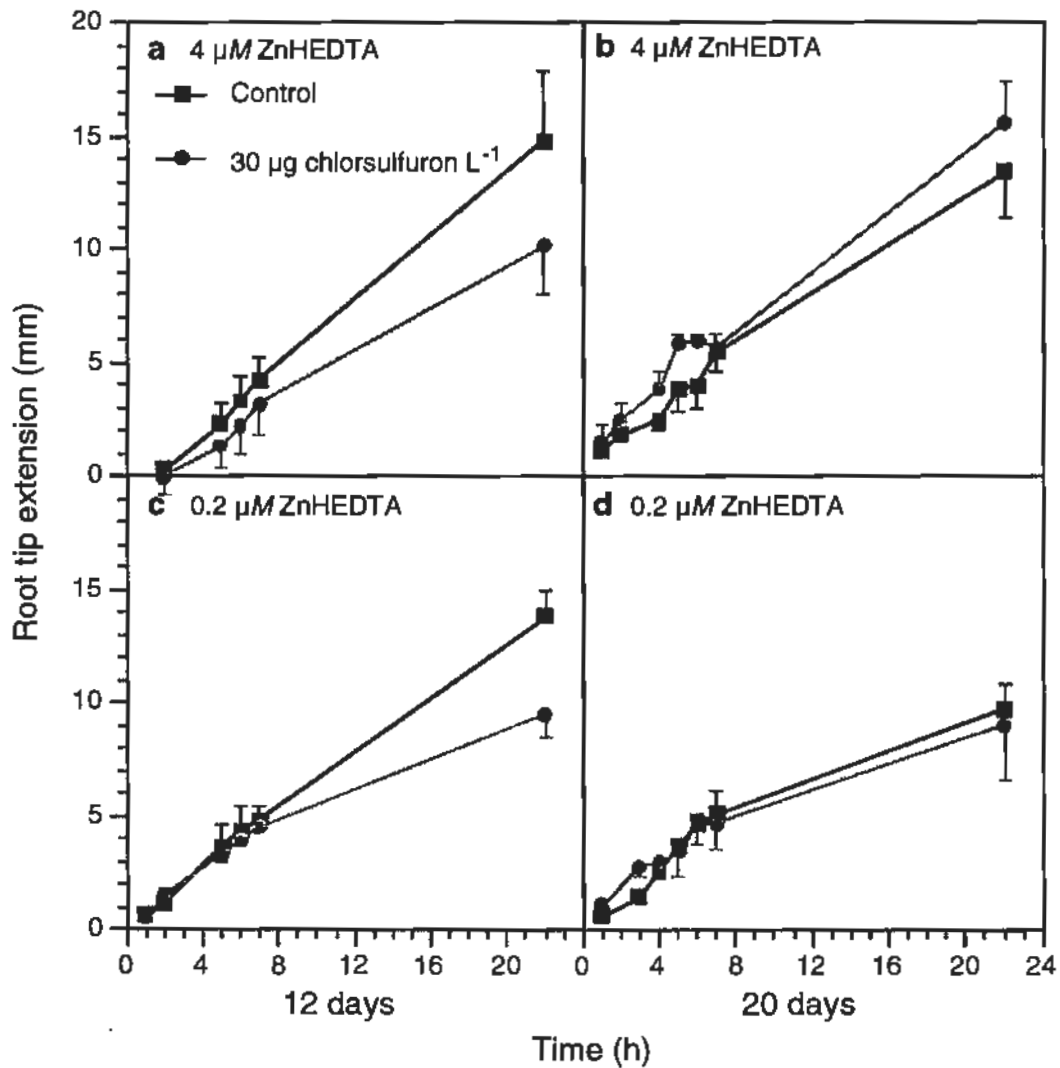 20
15
10
5
0
15
10
5
0
Root tip extension (mm)
a 4 µM ZnHEDTA
Control
30 µg chlorsulfuron L⁻¹
b 4 µM ZnHEDTA
c 0.2 µM ZnHEDTA
d 0.2 µM ZnHEDTA
0 4 8 12 16 20 0 4 8 12 16 20 24
12 days 20 days
Time (h)